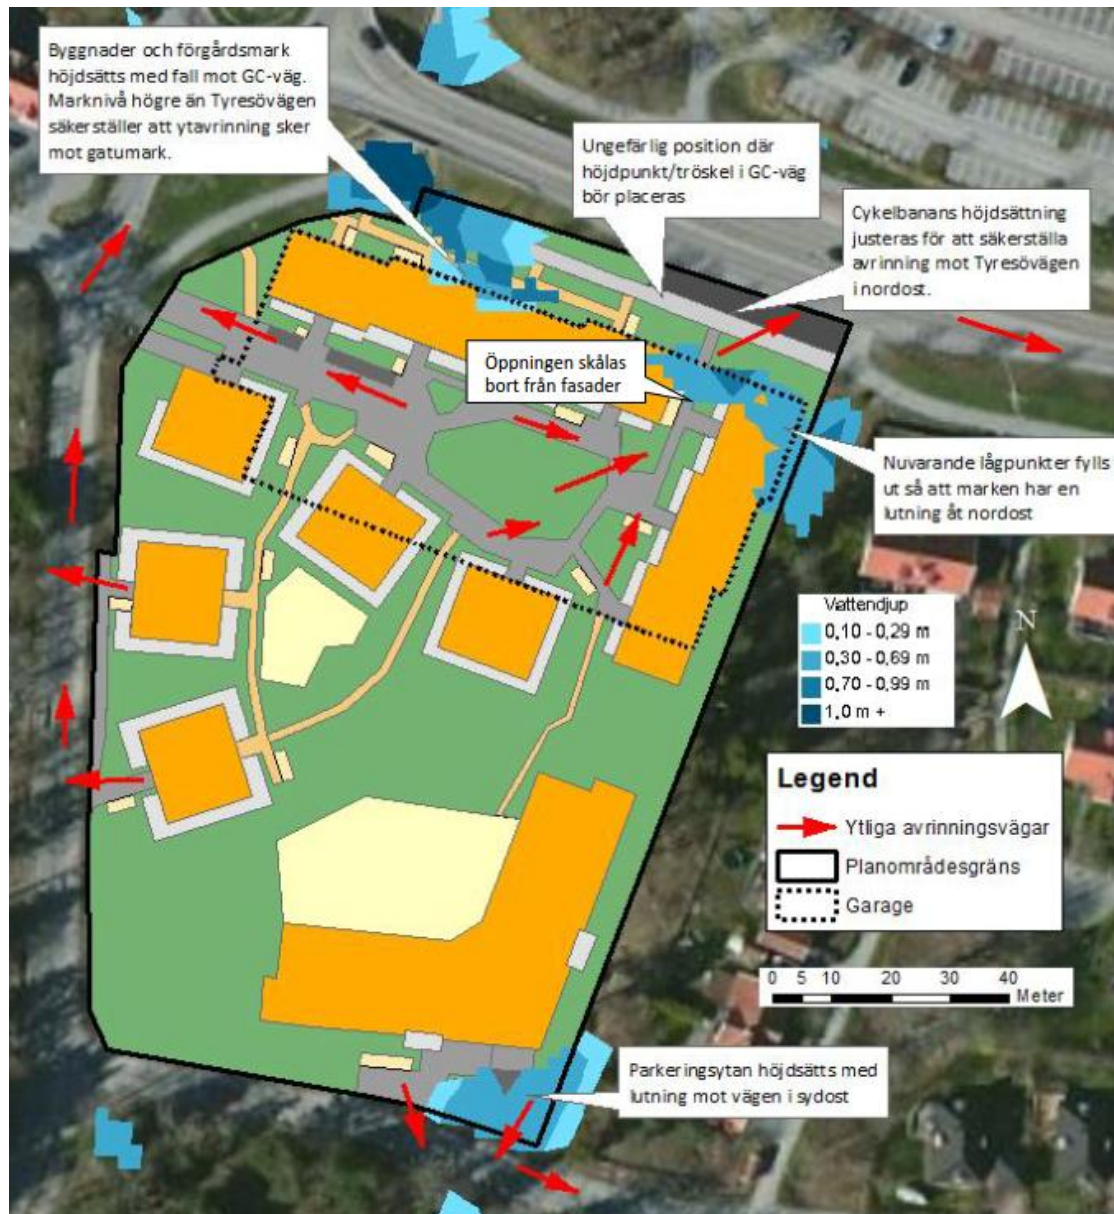 Byggnader och förgårdsmark
höjdsätts med fall mot GC-väg.
Marknivå högre än Tyresövägen
säkerställer att ytavrinning sker
mot gatumark.
Ungefärlig position där
höjdpunkt/tröskel i GC-väg
bör placeras
Cykelbanans höjdsättning
justeras för att säkerställa
avrinning mot Tyresövägen
i nordost.
Öppningen skålas
bort från fasader
Nuvarande lågpunkter fylls
ut så att marken har en
lutning åt nordost
Vattendjup
0,10 - 0,29 m
0,30 - 0,69 m
0,70 - 0,99 m
1,0 m +
N
Legend
Ytliga avrinningsvägar
Planområdesgräns
Garage
0 5 10 20 30 40
Meter
Parkeringsytan höjdsätts med
lutning mot vägen i sydost